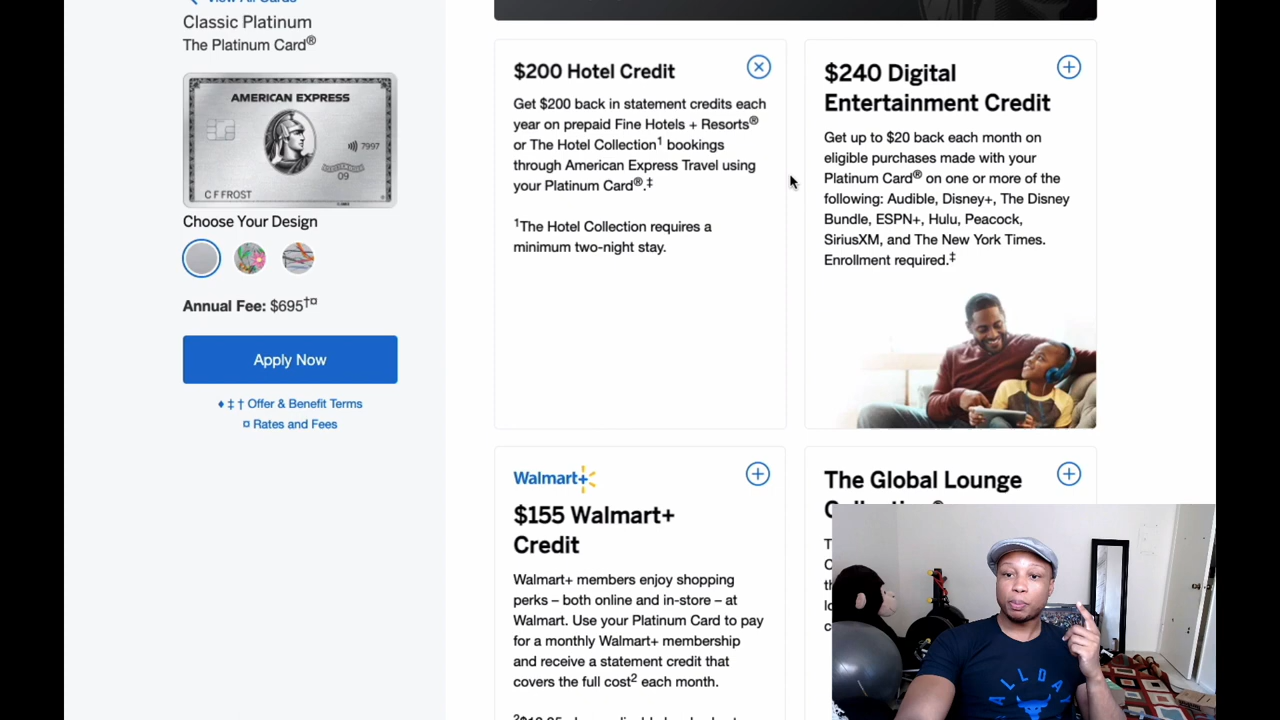 View All Cards
Classic Platinum
The Platinum Card®
AMERICAN EXPRESS
7997
09
C F FROST
Choose Your Design
Annual Fee: $695†¤
Apply Now
♦ ‡ † Offer & Benefit Terms
¤ Rates and Fees
$200 Hotel Credit
Get $200 back in statement credits each
year on prepaid Fine Hotels + Resorts®
or The Hotel Collection¹ bookings
through American Express Travel using
your Platinum Card®.‡
¹The Hotel Collection requires a
minimum two-night stay.
$240 Digital
Entertainment Credit
Get up to $20 back each month on
eligible purchases made with your
Platinum Card® on one or more of the
following: Audible, Disney+, The Disney
Bundle, ESPN+, Hulu, Peacock,
SiriusXM, and The New York Times.
Enrollment required.‡
Walmart+
$155 Walmart+
Credit
Walmart+ members enjoy shopping
perks – both online and in-store – at
Walmart. Use your Platinum Card to pay
for a monthly Walmart+ membership
and receive a statement credit that
covers the full cost² each month.
The Global Lounge
ALLDA